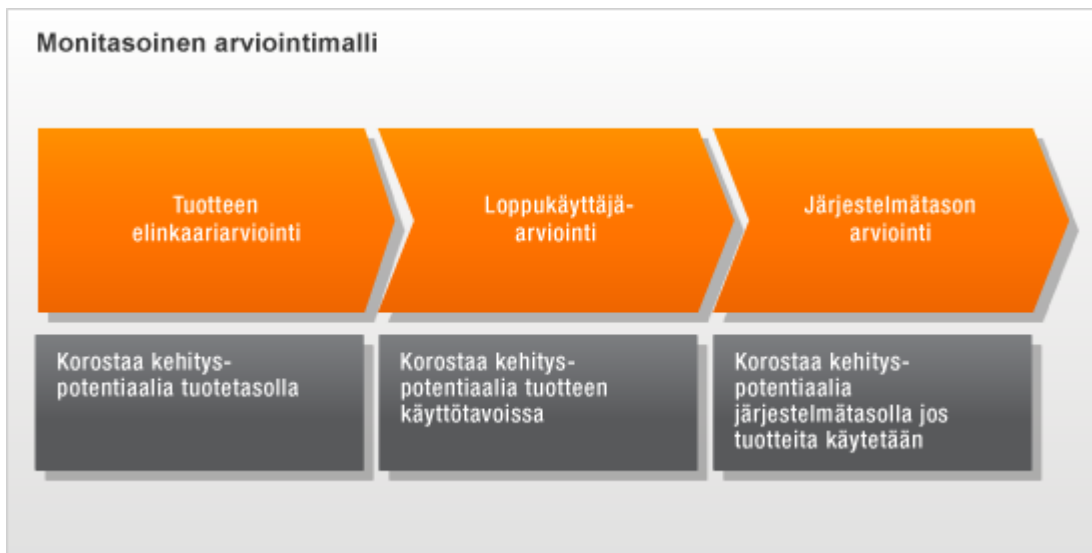 Monitasoinen arviointimalli
Tuotteen
elinkaariarviointi
Loppukäyttäjä-
arviointi
Järjestelmätason
arviointi
Korostaa kehitys-
potentiaalia tuotetasolla
Korostaa kehitys-
potentiaalia tuotteen
käyttötavoissa
Korostaa kehitys-
potentiaalia
järjestelmätasolla jos
tuotteita käytetään